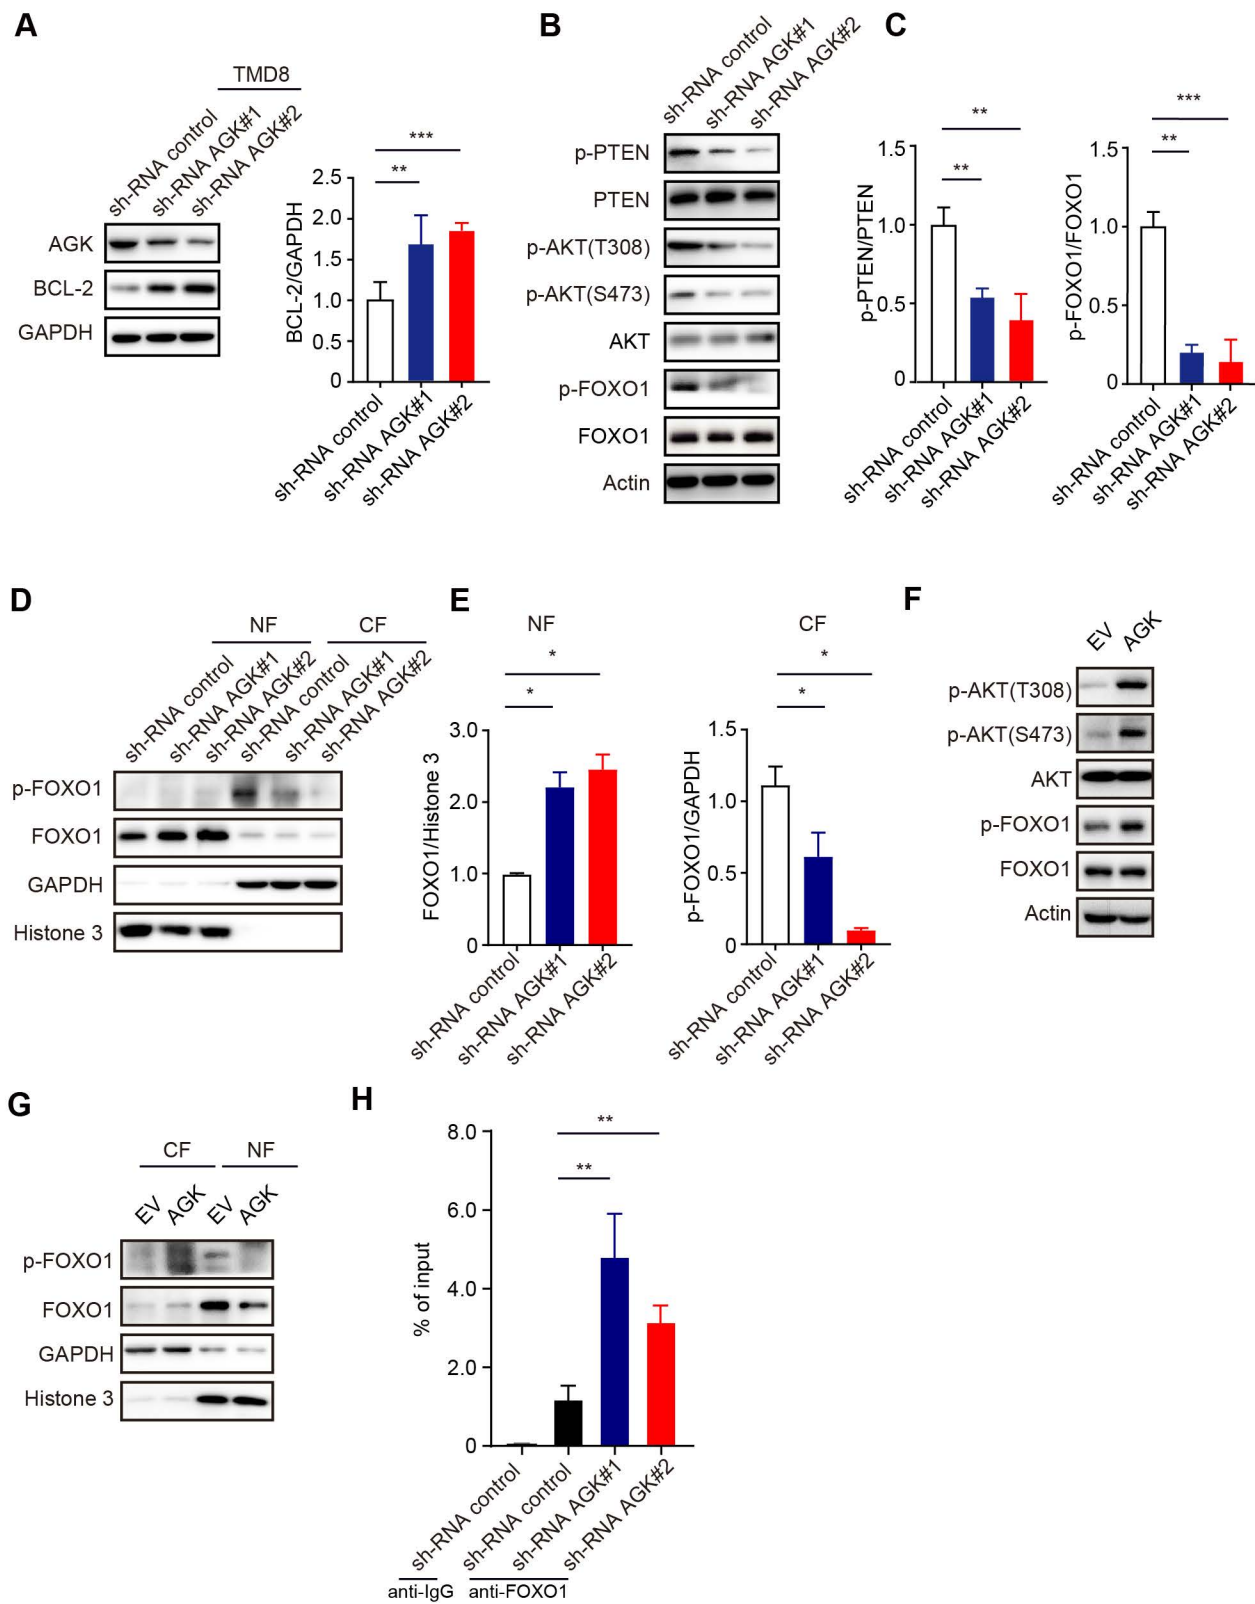 A
TMD8
sh-RNA control
sh-RNA AGK#1
sh-RNA AGK#2
AGK
BCL-2
GAPDH
***
**
2.5
2.0
1.5
1.0
0.5
0
BCL-2/GAPDH
sh-RNA control
sh-RNA AGK#1
sh-RNA AGK#2
B
sh-RNA control
sh-RNA AGK#1
sh-RNA AGK#2
p-PTEN
PTEN
p-AKT(T308)
p-AKT(S473)
AKT
p-FOXO1
FOXO1
Actin
C
**
**
1.5
1.0
0.5
0
p-PTEN/PTEN
sh-RNA control
sh-RNA AGK#1
sh-RNA AGK#2
***
**
1.5
1.0
0.5
0
p-FOXO1/FOXO1
sh-RNA control
sh-RNA AGK#1
sh-RNA AGK#2
D
NF
CF
sh-RNA control
sh-RNA AGK#1
sh-RNA AGK#2
sh-RNA control
sh-RNA AGK#1
sh-RNA AGK#2
p-FOXO1
FOXO1
GAPDH
Histone 3
E
NF
*
*
3.0
2.0
1.0
0
FOXO1/Histone 3
sh-RNA control
sh-RNA AGK#1
sh-RNA AGK#2
CF
*
*
1.5
1.0
0.5
0
p-FOXO1/GAPDH
sh-RNA control
sh-RNA AGK#1
sh-RNA AGK#2
F
EV
AGK
p-AKT(T308)
p-AKT(S473)
AKT
p-FOXO1
FOXO1
Actin
G
CF
NF
EV
AGK
EV
AGK
p-FOXO1
FOXO1
GAPDH
Histone 3
H
**
**
8.0
6.0
4.0
2.0
0
% of input
sh-RNA control
sh-RNA control
sh-RNA AGK#1
sh-RNA AGK#2
anti-IgG
anti-FOXO1